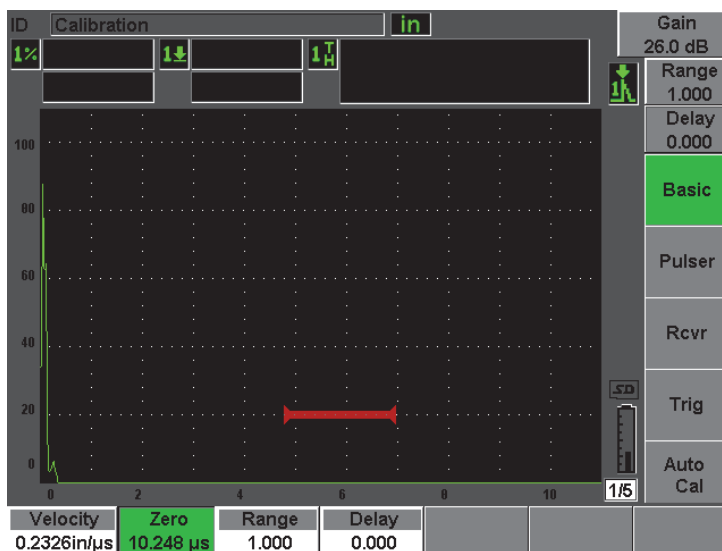 ID Calibration in
Gain
26.0 dB
1% 1 1 T H
Range
1.000
1
Delay
0.000
Basic
Pulser
Rcvr
Trig
Auto
Cal
100
80
60
40
20
0
0 2 4 6 8 10
SD
1/5
Velocity Zero Range Delay
0.2326in/µs 10.248 µs 1.000 0.000